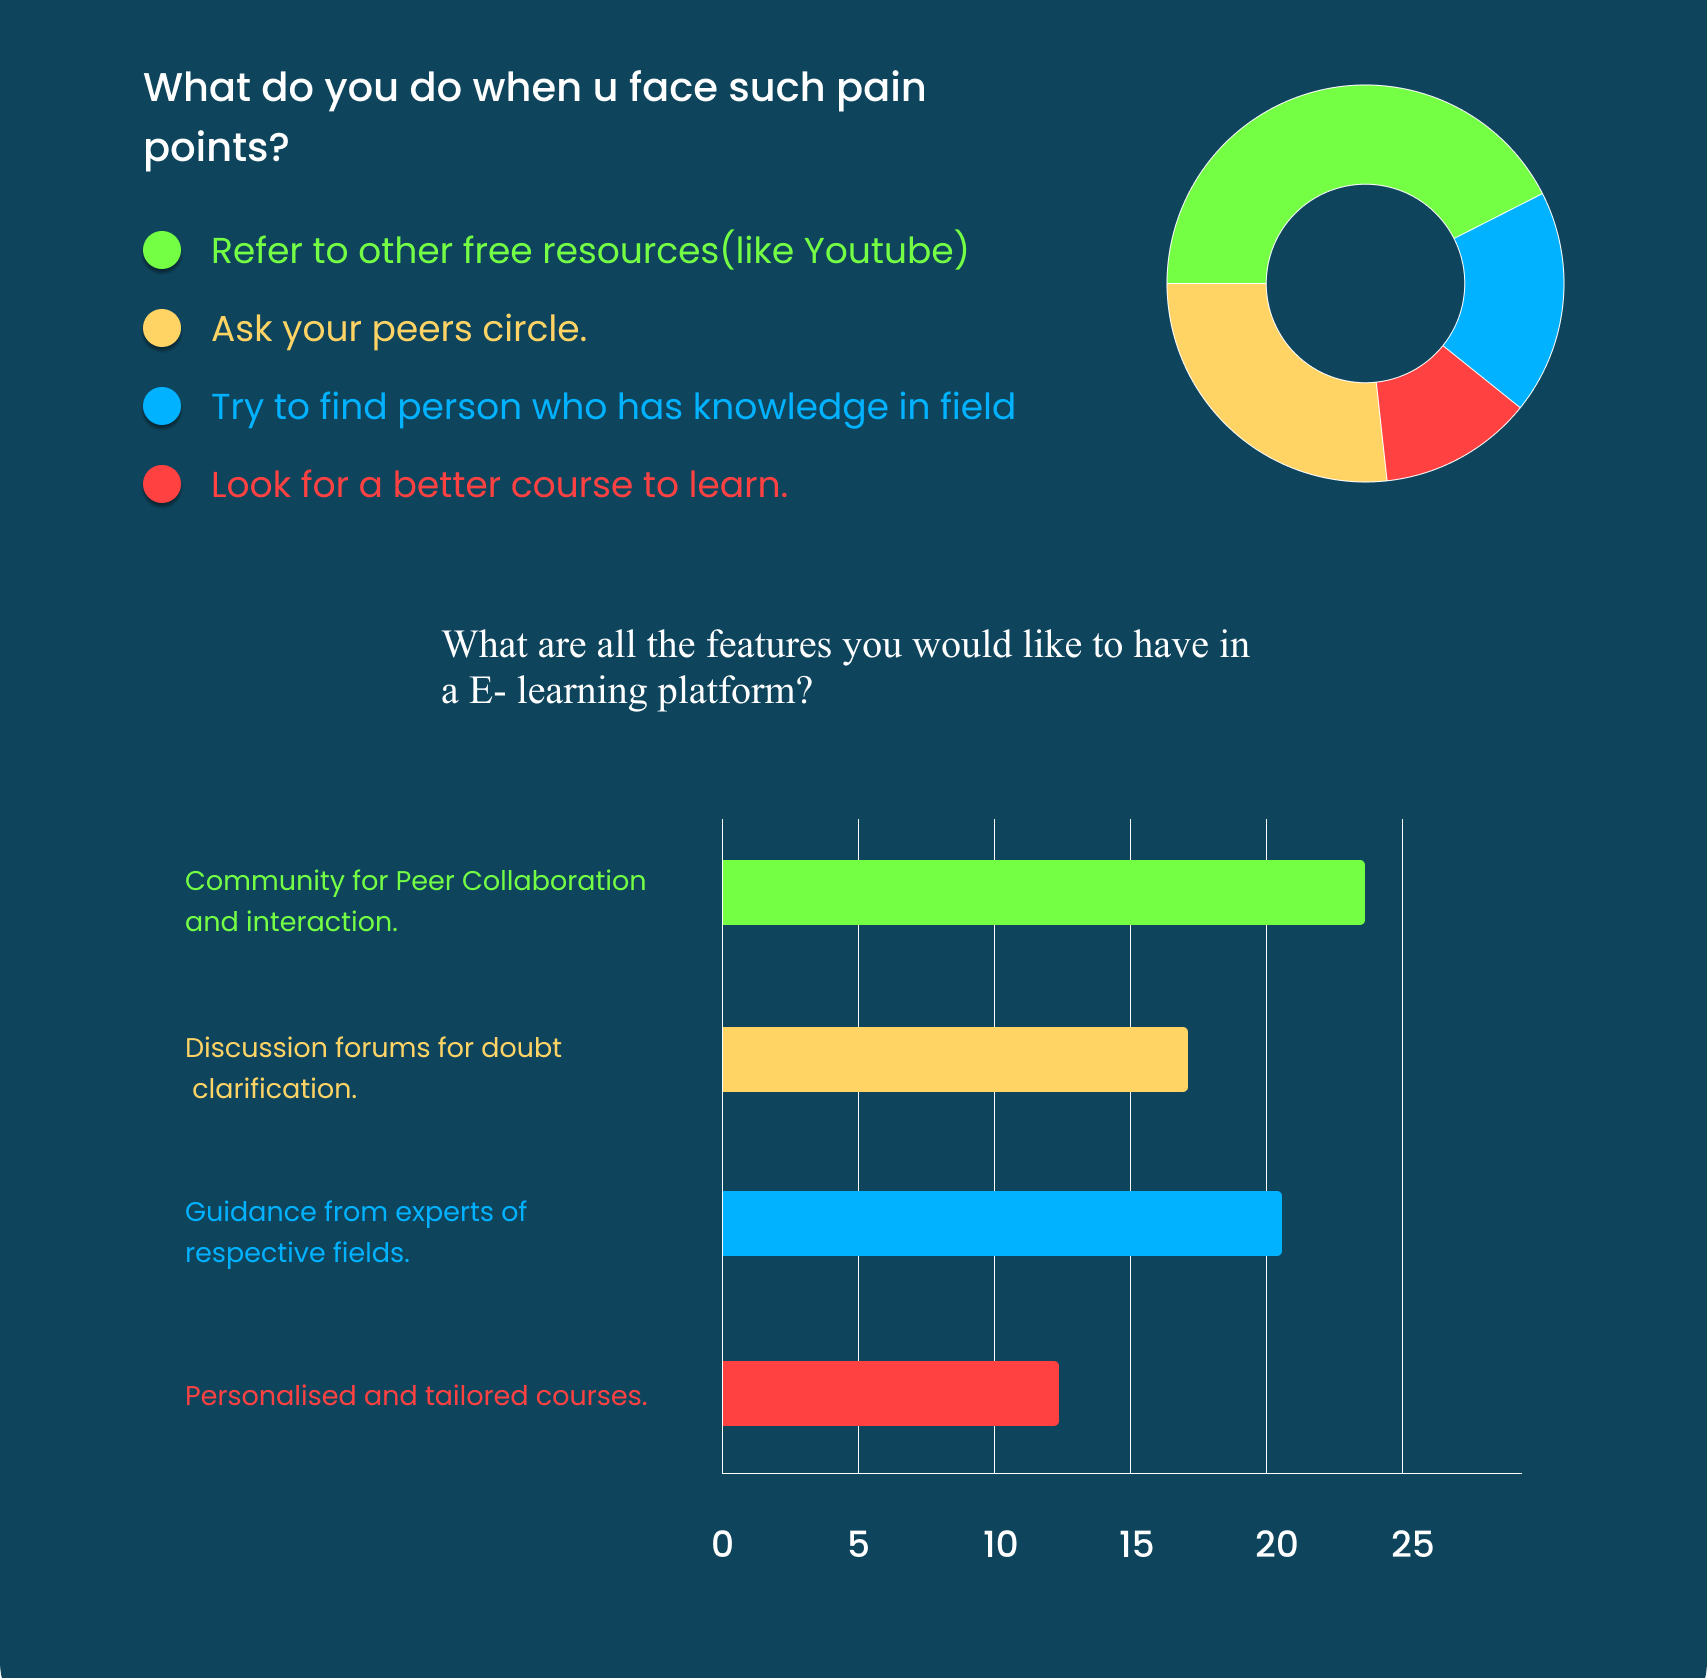 What do you do when u face such pain
points?
Refer to other free resources(like Youtube)
Ask your peers circle.
Try to find person who has knowledge in field
Look for a better course to learn.
What are all the features you would like to have in
a E- learning platform?
Community for Peer Collaboration
and interaction.
Discussion forums for doubt
clarification.
Guidance from experts of
respective fields.
Personalised and tailored courses.
0 5 10 15 20 25